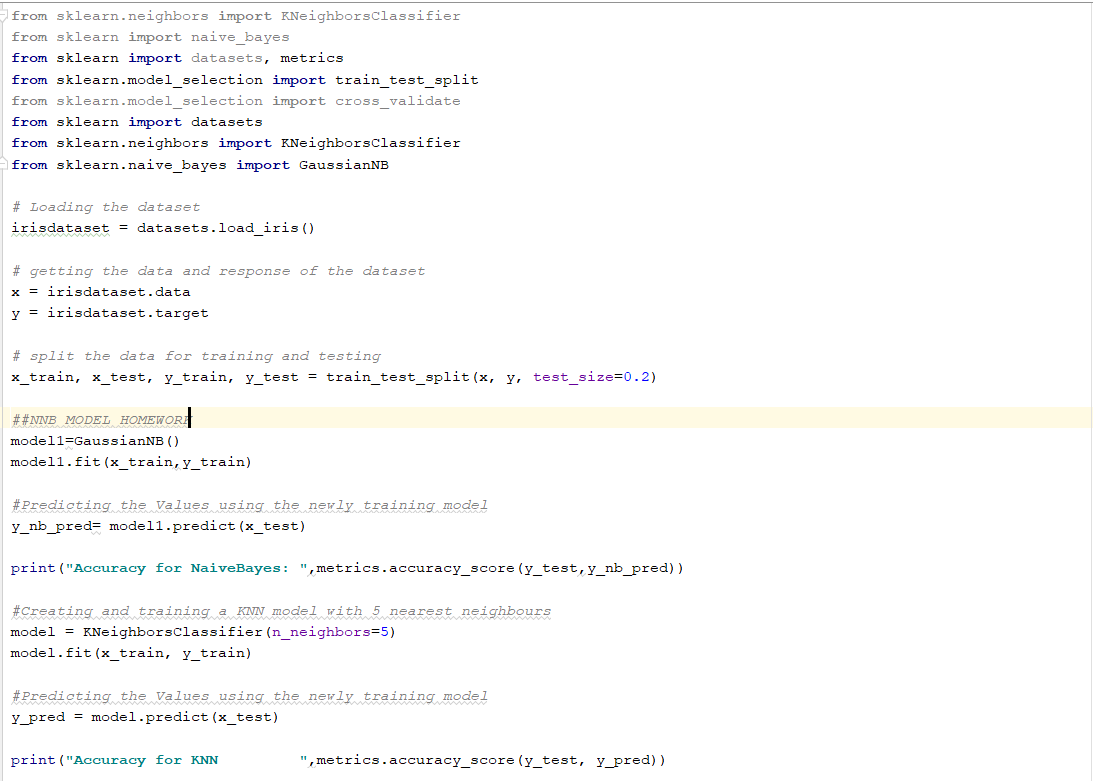 from sklearn.neighbors import KNeighborsClassifier
from sklearn import naive_bayes
from sklearn import datasets, metrics
from sklearn.model_selection import train_test_split
from sklearn.model_selection import cross_validate
from sklearn import datasets
from sklearn.neighbors import KNeighborsClassifier
from sklearn.naive_bayes import GaussianNB
# Loading the dataset
irisdataset = datasets.load_iris()
# getting the data and response of the dataset
x = irisdataset.data
y = irisdataset.target
# split the data for training and testing
x_train, x_test, y_train, y_test = train_test_split(x, y, test_size=0.2)
##NNB MODEL HOMEWORK
model1=GaussianNB()
model1.fit(x_train,y_train)
#Predicting the Values using the newly training model
y_nb_pred= model1.predict(x_test)
print("Accuracy for NaiveBayes: ",metrics.accuracy_score(y_test,y_nb_pred))
#Creating and training a KNN model with 5 nearest neighbours
model = KNeighborsClassifier(n_neighbors=5)
model.fit(x_train, y_train)
#Predicting the Values using the newly training model
y_pred = model.predict(x_test)
print("Accuracy for KNN         ",metrics.accuracy_score(y_test, y_pred))